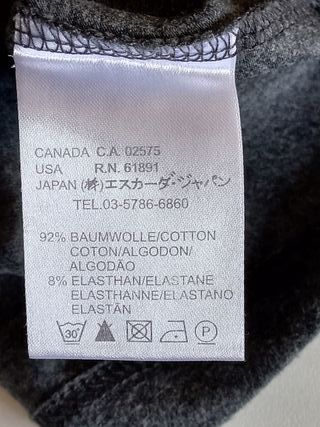 CANADA C.A. 02575
USA R.N. 61891
JAPAN (株)エスカーダ・ジャパン
TEL.03-5786-6860
92% BAUMWOLLE/COTTON
COTON/ALGODON/
ALGODÃO
8% ELASTHAN/ELASTANE
ELASTHANNE/ELASTANO
ELASTĀN
30°
P